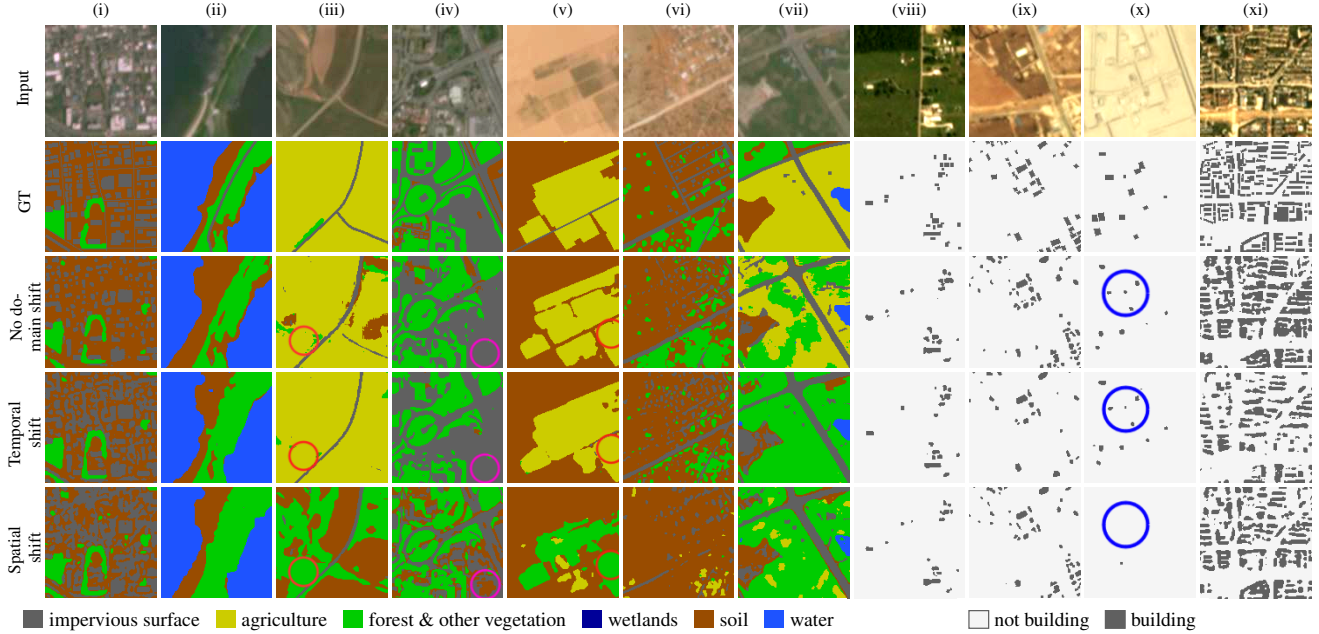 (i) (ii) (iii) (iv) (v) (vi) (vii) (viii) (ix) (x) (xi)
Input
GT
No do-
main shift
Temporal
shift
Spatial
shift
impervious surface agriculture forest & other vegetation wetlands soil water not building building